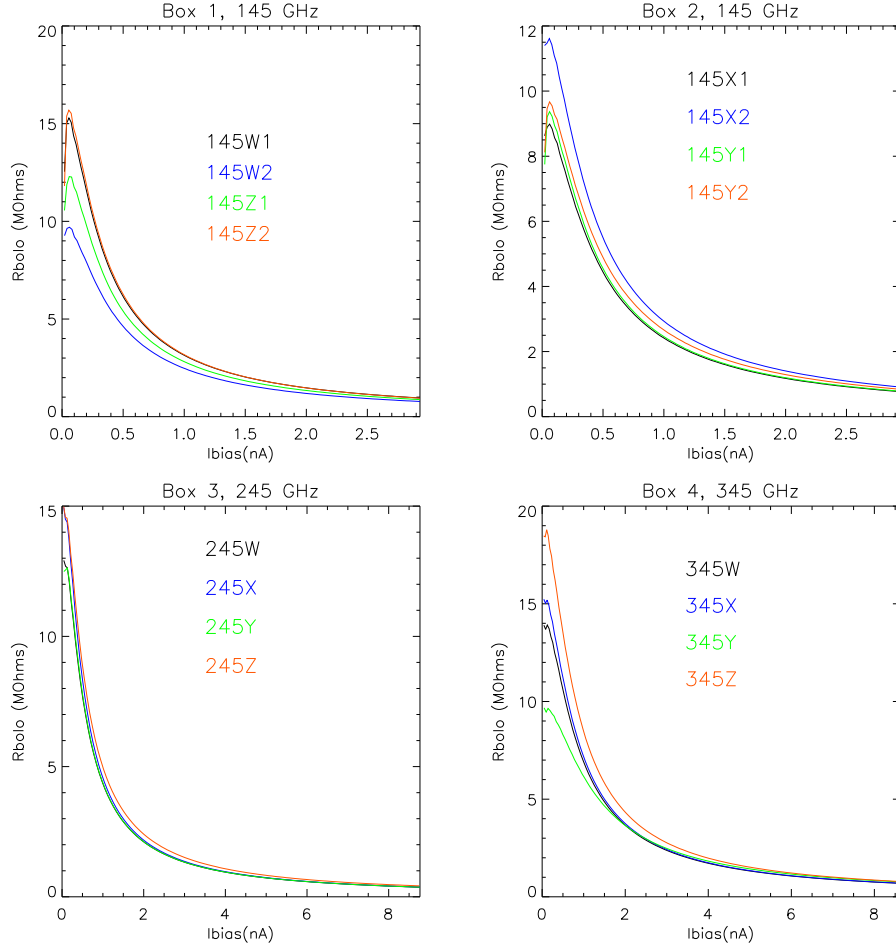 Box 1, 145 GHz
Rbolo (MOhms)
20
15
10
5
0
145W1
145W2
145Z1
145Z2
0.0 0.5 1.0 1.5 2.0 2.5
Ibias(nA)
Box 2, 145 GHz
Rbolo (MOhms)
12
10
8
6
4
2
0
145X1
145X2
145Y1
145Y2
0.0 0.5 1.0 1.5 2.0 2.5
Ibias(nA)
Box 3, 245 GHz
Rbolo (MOhms)
15
10
5
0
245W
245X
245Y
245Z
0 2 4 6 8
Ibias(nA)
Box 4, 345 GHz
Rbolo (MOhms)
20
15
10
5
0
345W
345X
345Y
345Z
0 2 4 6 8
Ibias(nA)